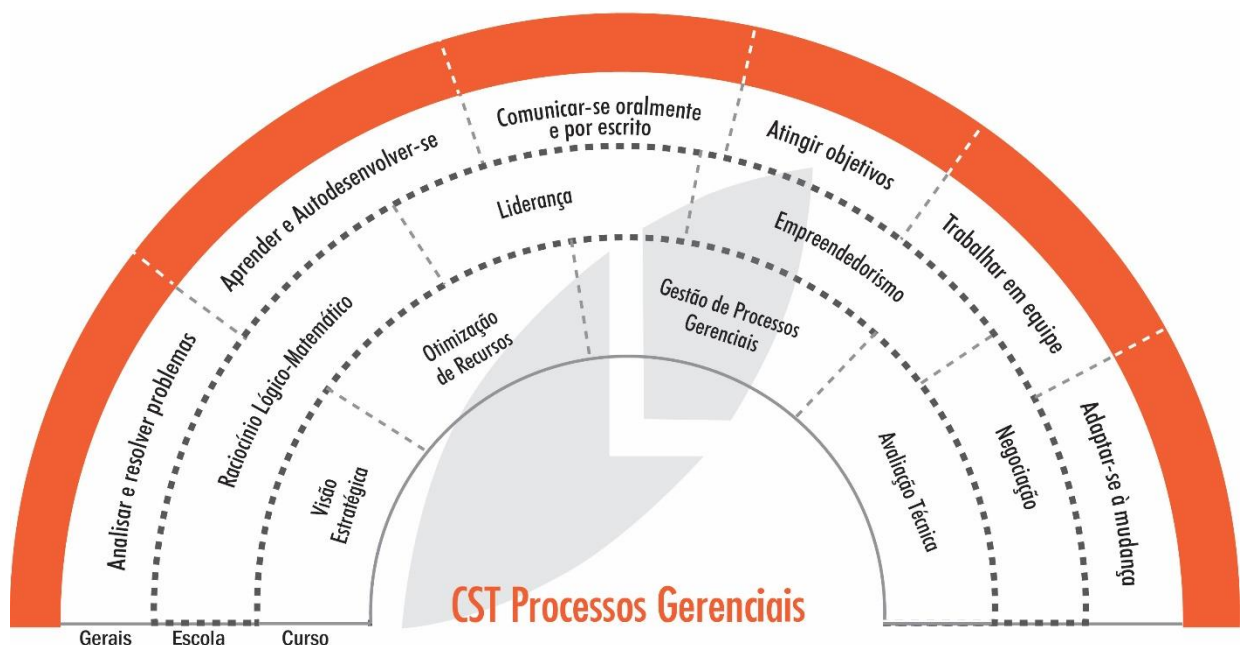 Analisar e resolver problemas
Aprender e Autodesenvolver-se
Comunicar-se oralmente
e por escrito
Atingir objetivos
Trabalhar em equipe
Adaptar-se à mudança
Raciocínio Lógico-Matemático
Liderança
Empreendedorismo
Negociação
Visão
Estratégica
Otimização
de Recursos
Gestão de Processos
Gerenciais
Avaliação Técnica
CST Processos Gerenciais
Gerais
Escola
Curso